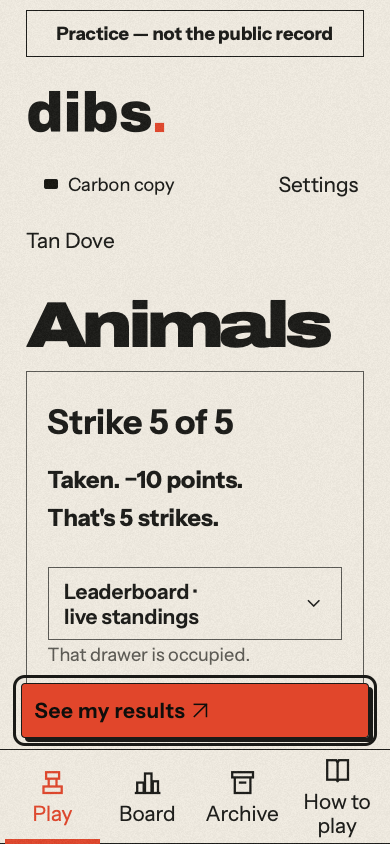 Practice — not the public record
dibs.
Carbon copy
Settings
Tan Dove
Animals
Strike 5 of 5
Taken. −10 points.
That's 5 strikes.
Leaderboard ·
live standings
That drawer is occupied.
See my results
Play
Board
Archive
How to
play